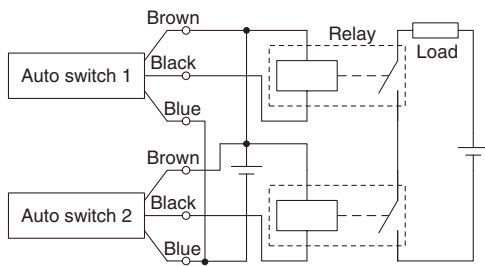 Brown
Relay
Load
Auto switch 1
Black
Blue
Brown
Auto switch 2
Black
Blue